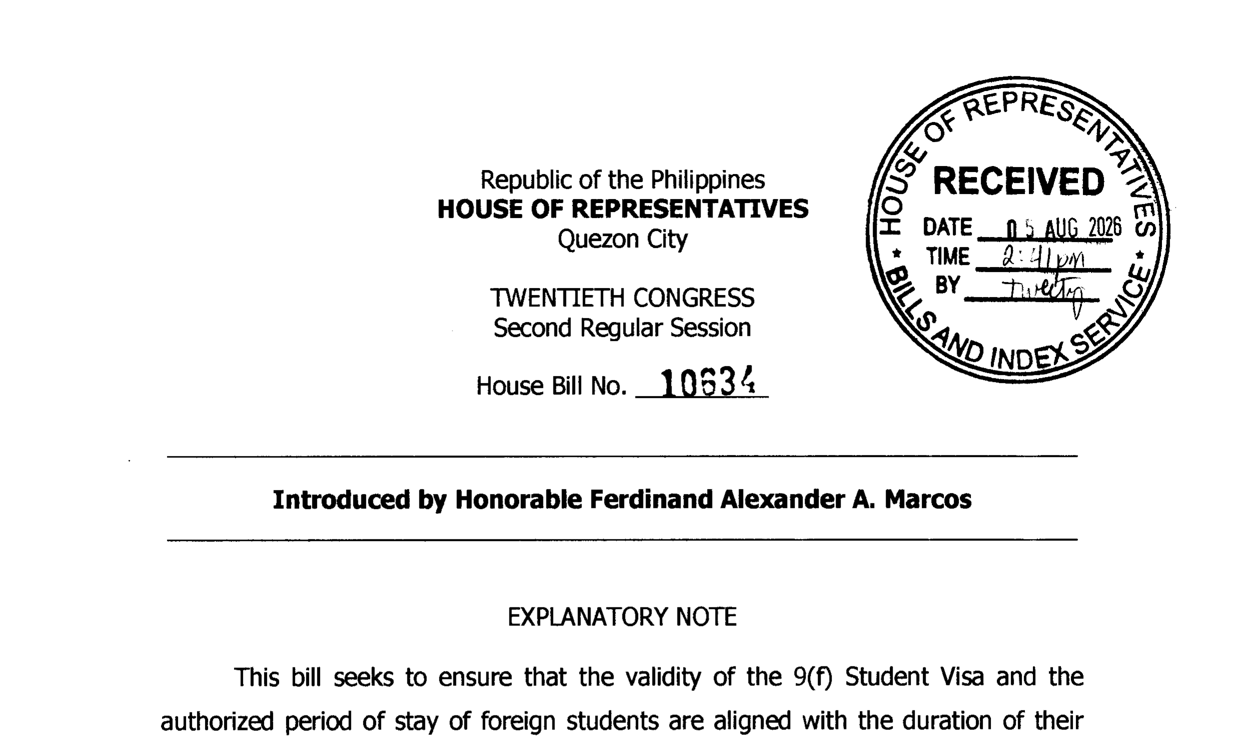 Republic of the Philippines
HOUSE OF REPRESENTATIVES
Quezon City
TWENTIETH CONGRESS
Second Regular Session
House Bill No. 10634
HOUSE OF REPRESENTATIVES
RECEIVED
DATE 05 AUG 2026
TIME 2:41pm
BY
BILLS AND INDEX SERVICE
Introduced by Honorable Ferdinand Alexander A. Marcos
EXPLANATORY NOTE
This bill seeks to ensure that the validity of the 9(f) Student Visa and the
authorized period of stay of foreign students are aligned with the duration of their